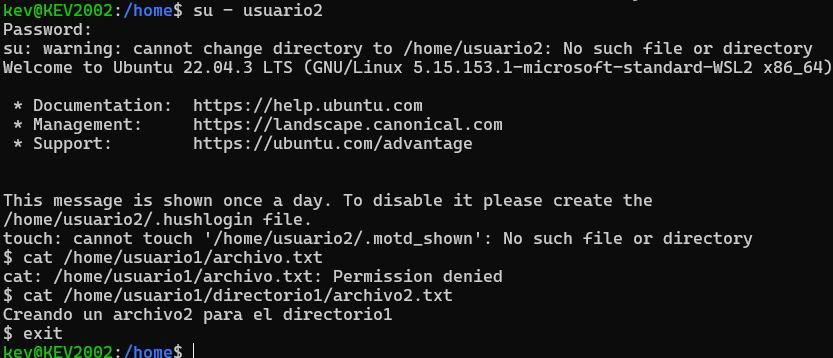 kev@KEV2002:/home$ su - usuario2
Password:
su: warning: cannot change directory to /home/usuario2: No such file or directory
Welcome to Ubuntu 22.04.3 LTS (GNU/Linux 5.15.153.1-microsoft-standard-WSL2 x86_64)

 * Documentation:  https://help.ubuntu.com
 * Management:     https://landscape.canonical.com
 * Support:        https://ubuntu.com/advantage


This message is shown once a day. To disable it please create the
/home/usuario2/.hushlogin file.
touch: cannot touch '/home/usuario2/.motd_shown': No such file or directory
$ cat /home/usuario1/archivo.txt
cat: /home/usuario1/archivo.txt: Permission denied
$ cat /home/usuario1/directorio1/archivo2.txt
Creando un archivo2 para el directorio1
$ exit
kev@KEV2002:/home$